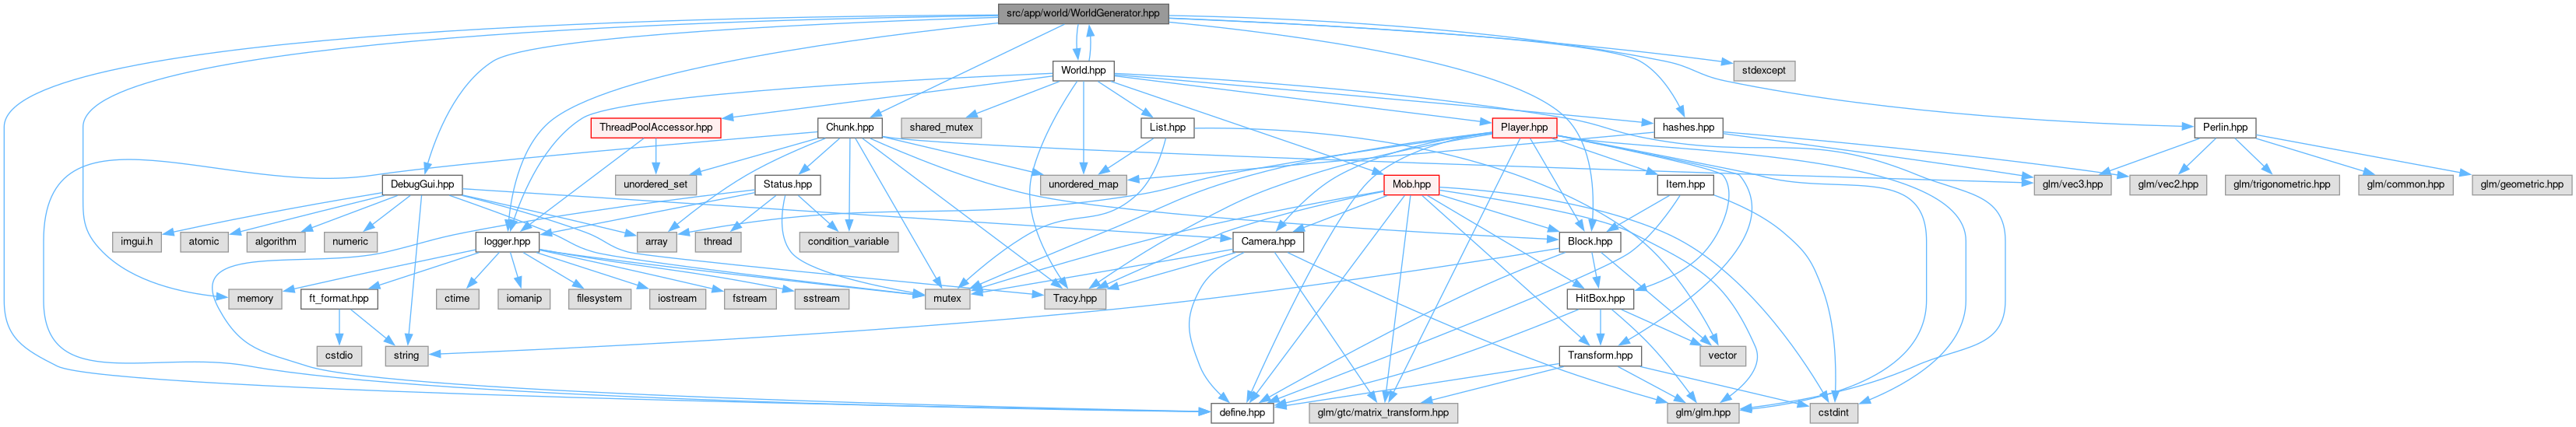 src/app/world/WorldGenerator.hpp
World.hpp
stdexcept
ThreadPoolAccessor.hpp
Chunk.hpp
shared_mutex
List.hpp
Player.hpp
hashes.hpp
Perlin.hpp
DebugGui.hpp
unordered_set
Status.hpp
unordered_map
Mob.hpp
Item.hpp
glm/vec3.hpp
glm/vec2.hpp
glm/trigonometric.hpp
glm/common.hpp
glm/geometric.hpp
imgui.h
atomic
algorithm
numeric
logger.hpp
array
thread
condition_variable
Camera.hpp
Block.hpp
memory
ft_format.hpp
ctime
iomanip
filesystem
iostream
fstream
sstream
mutex
Tracy.hpp
HitBox.hpp
cstdio
string
Transform.hpp
vector
define.hpp
glm/gtc/matrix_transform.hpp
glm/glm.hpp
cstdint